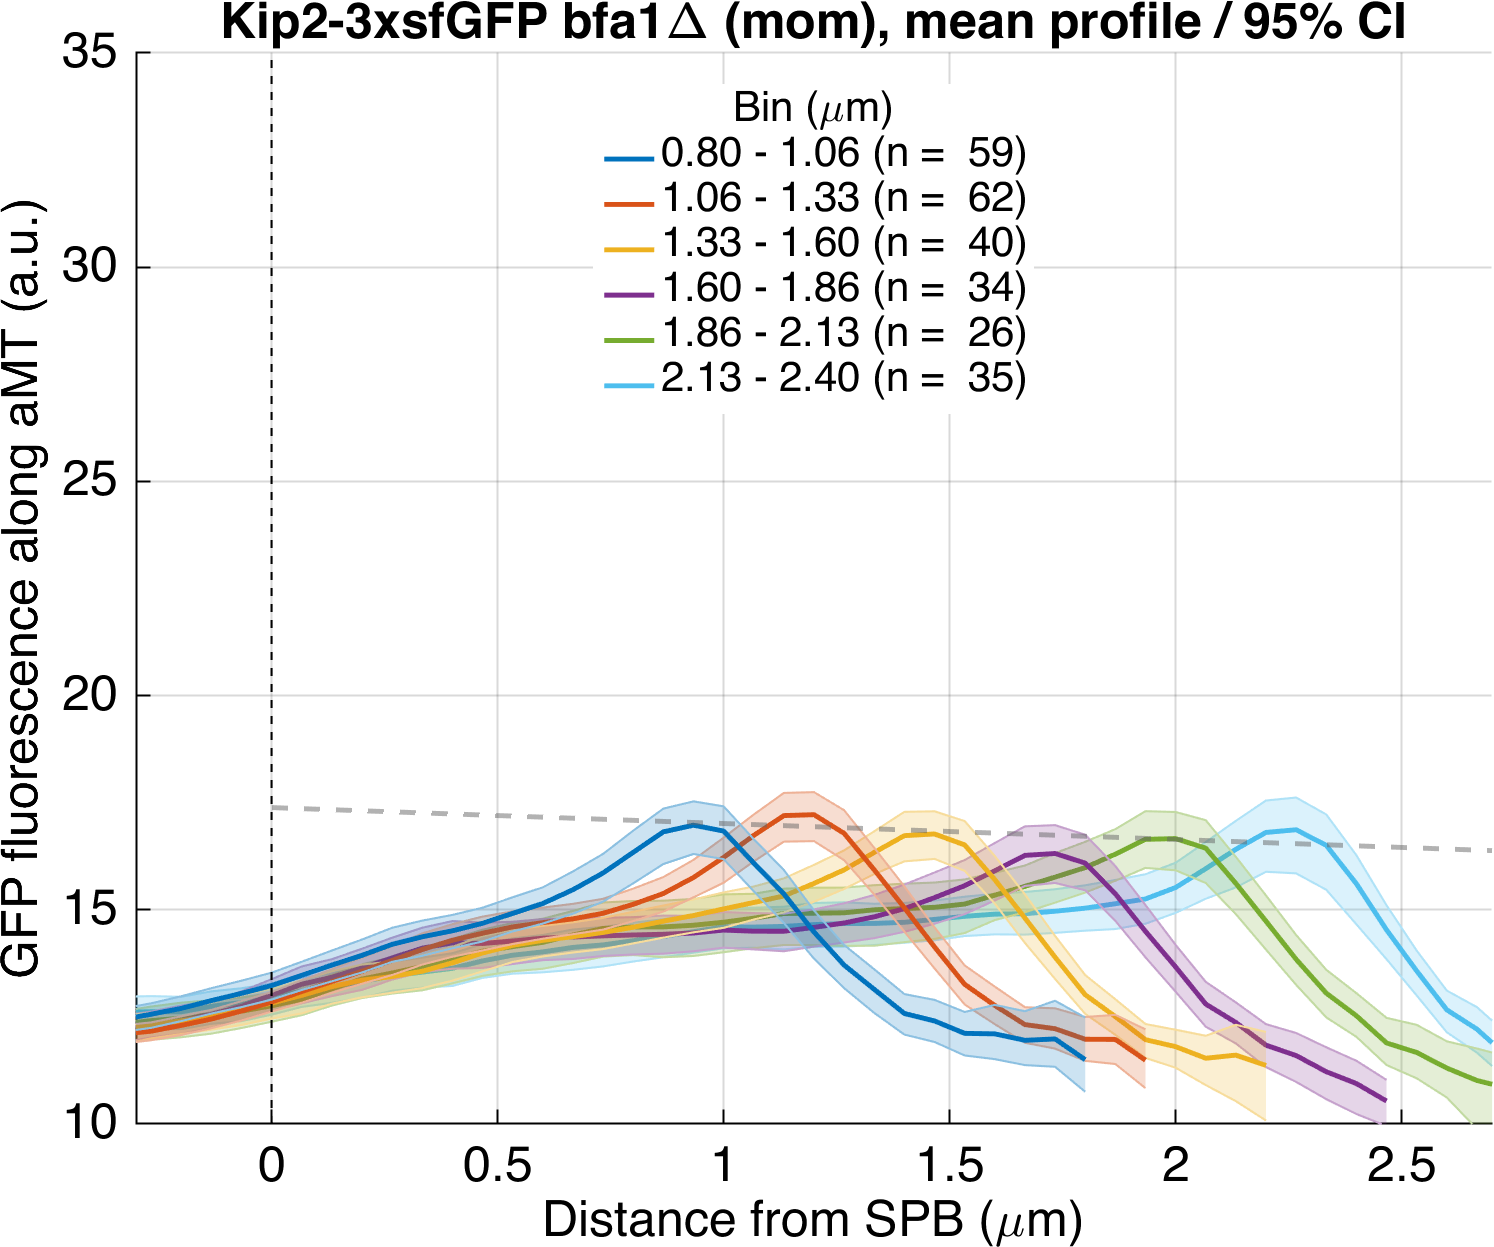 Kip2-3xsfGFP bfa1Δ (mom), mean profile / 95% CI
GFP fluorescence along aMT (a.u.)
35
30
25
20
15
10
Bin (μm)
0.80 - 1.06 (n = 59)
1.06 - 1.33 (n = 62)
1.33 - 1.60 (n = 40)
1.60 - 1.86 (n = 34)
1.86 - 2.13 (n = 26)
2.13 - 2.40 (n = 35)
0 0.5 1 1.5 2 2.5
Distance from SPB (μm)